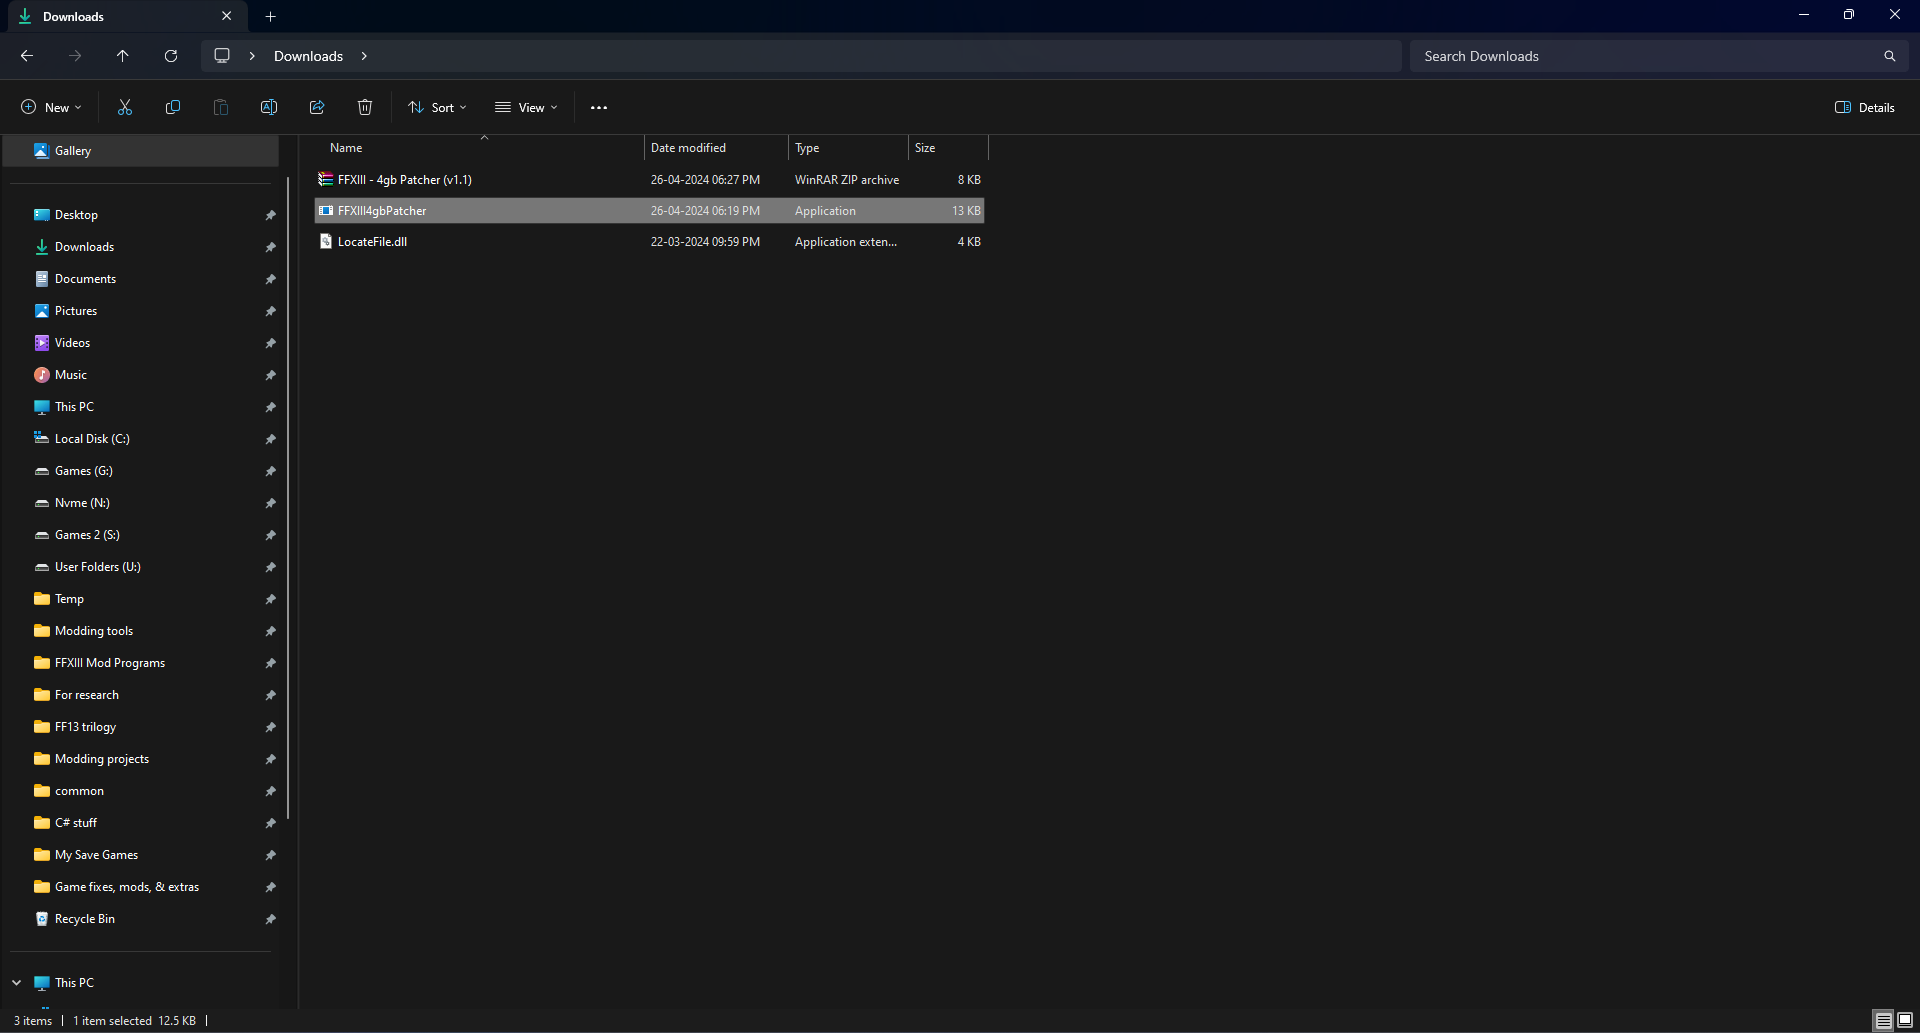 Downloads
Downloads
Search Downloads
New
Sort
View
Details
Gallery
Desktop
Downloads
Documents
Pictures
Videos
Music
This PC
Local Disk (C:)
Games (G:)
Nvme (N:)
Games 2 (S:)
User Folders (U:)
Temp
Modding tools
FFXIII Mod Programs
For research
FF13 trilogy
Modding projects
common
C# stuff
My Save Games
Game fixes, mods, & extras
Recycle Bin
This PC
Name Date modified Type Size
FFXIII - 4gb Patcher (v1.1) 26-04-2024 06:27 PM WinRAR ZIP archive 8 KB
FFXIII4gbPatcher 26-04-2024 06:19 PM Application 13 KB
LocateFile.dll 22-03-2024 09:59 PM Application exten... 4 KB
3 items 1 item selected 12.5 KB